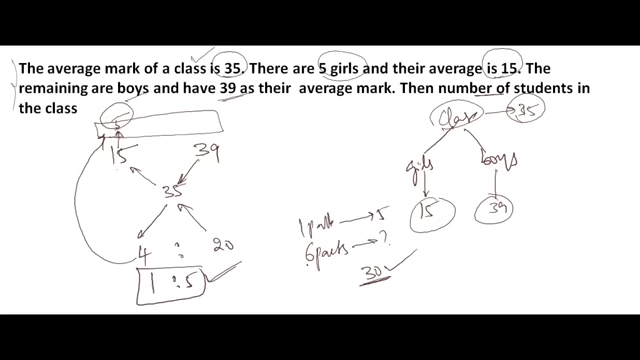 The average mark of a class is 35. There are 5 girls and their average is 15. The
remaining are boys and have 39 as their average mark. Then number of students in
the class
5
15 39
35
4 : 20
1 : 5
class 35
girls boys
15 39
1 part 5
6 parts ?
30